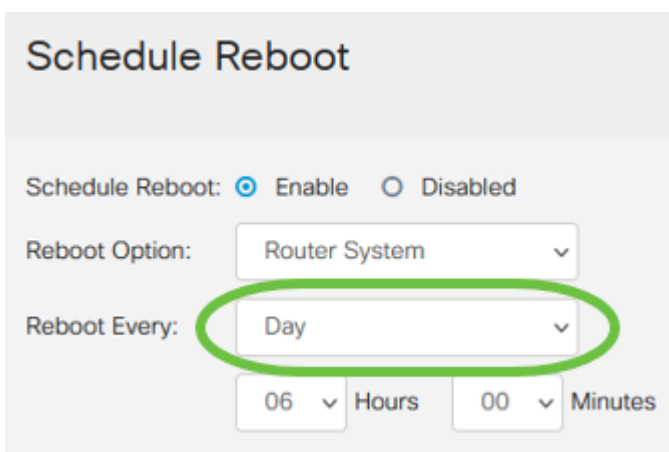 Schedule Reboot
Schedule Reboot: Enable Disabled
Reboot Option: Router System
Reboot Every: Day
06 Hours 00 Minutes